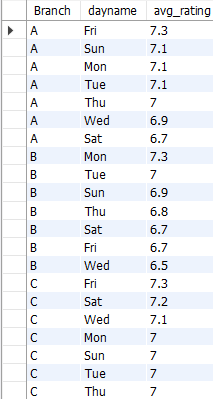 Branch dayname avg_rating
A Fri 7.3
A Sun 7.1
A Mon 7.1
A Tue 7.1
A Thu 7
A Wed 6.9
A Sat 6.7
B Mon 7.3
B Tue 7
B Sun 6.9
B Thu 6.8
B Sat 6.7
B Fri 6.7
B Wed 6.5
C Fri 7.3
C Sat 7.2
C Wed 7.1
C Mon 7
C Sun 7
C Tue 7
C Thu 7